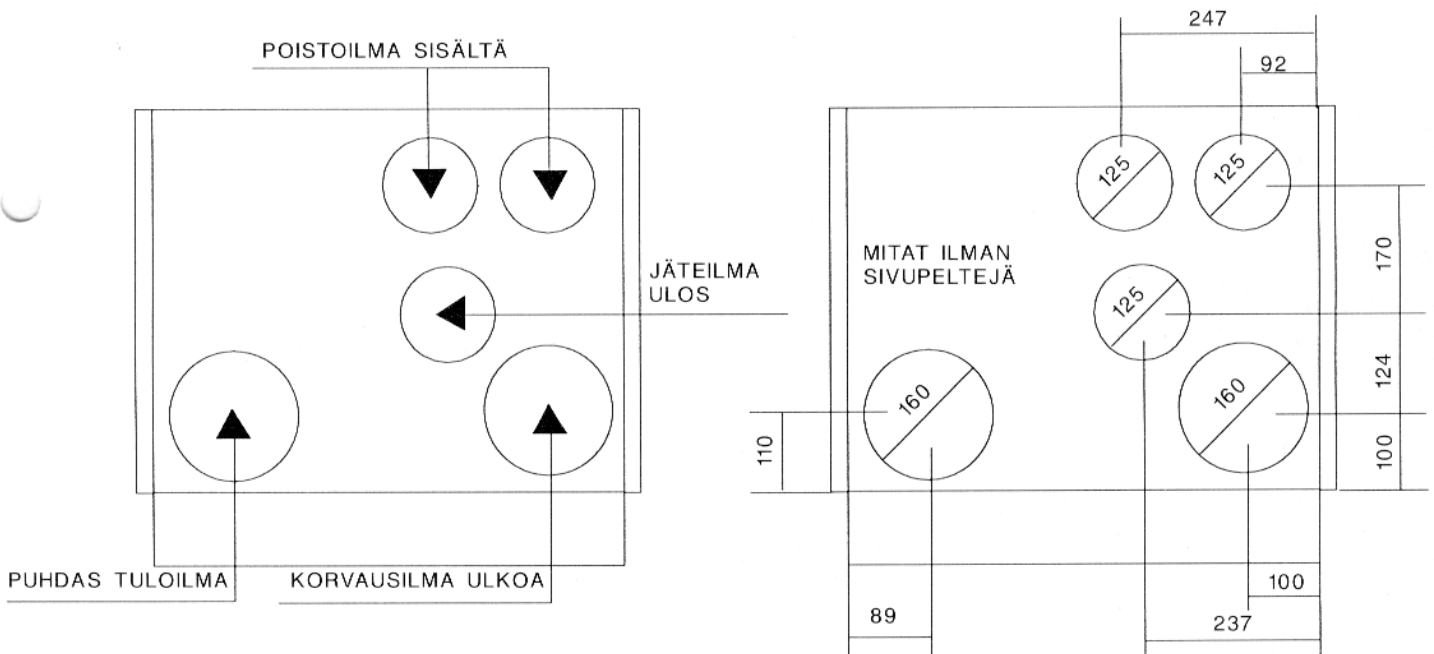 POISTOILMA SISÄLTÄ
JÄTEILMA
ULOS
PUHDAS TULOILMA
KORVAUSILMA ULKOA
247
92
125
125
MITAT ILMAN
SIVUPELTEJÄ
125
170
160
160
124
110
100
89
100
237